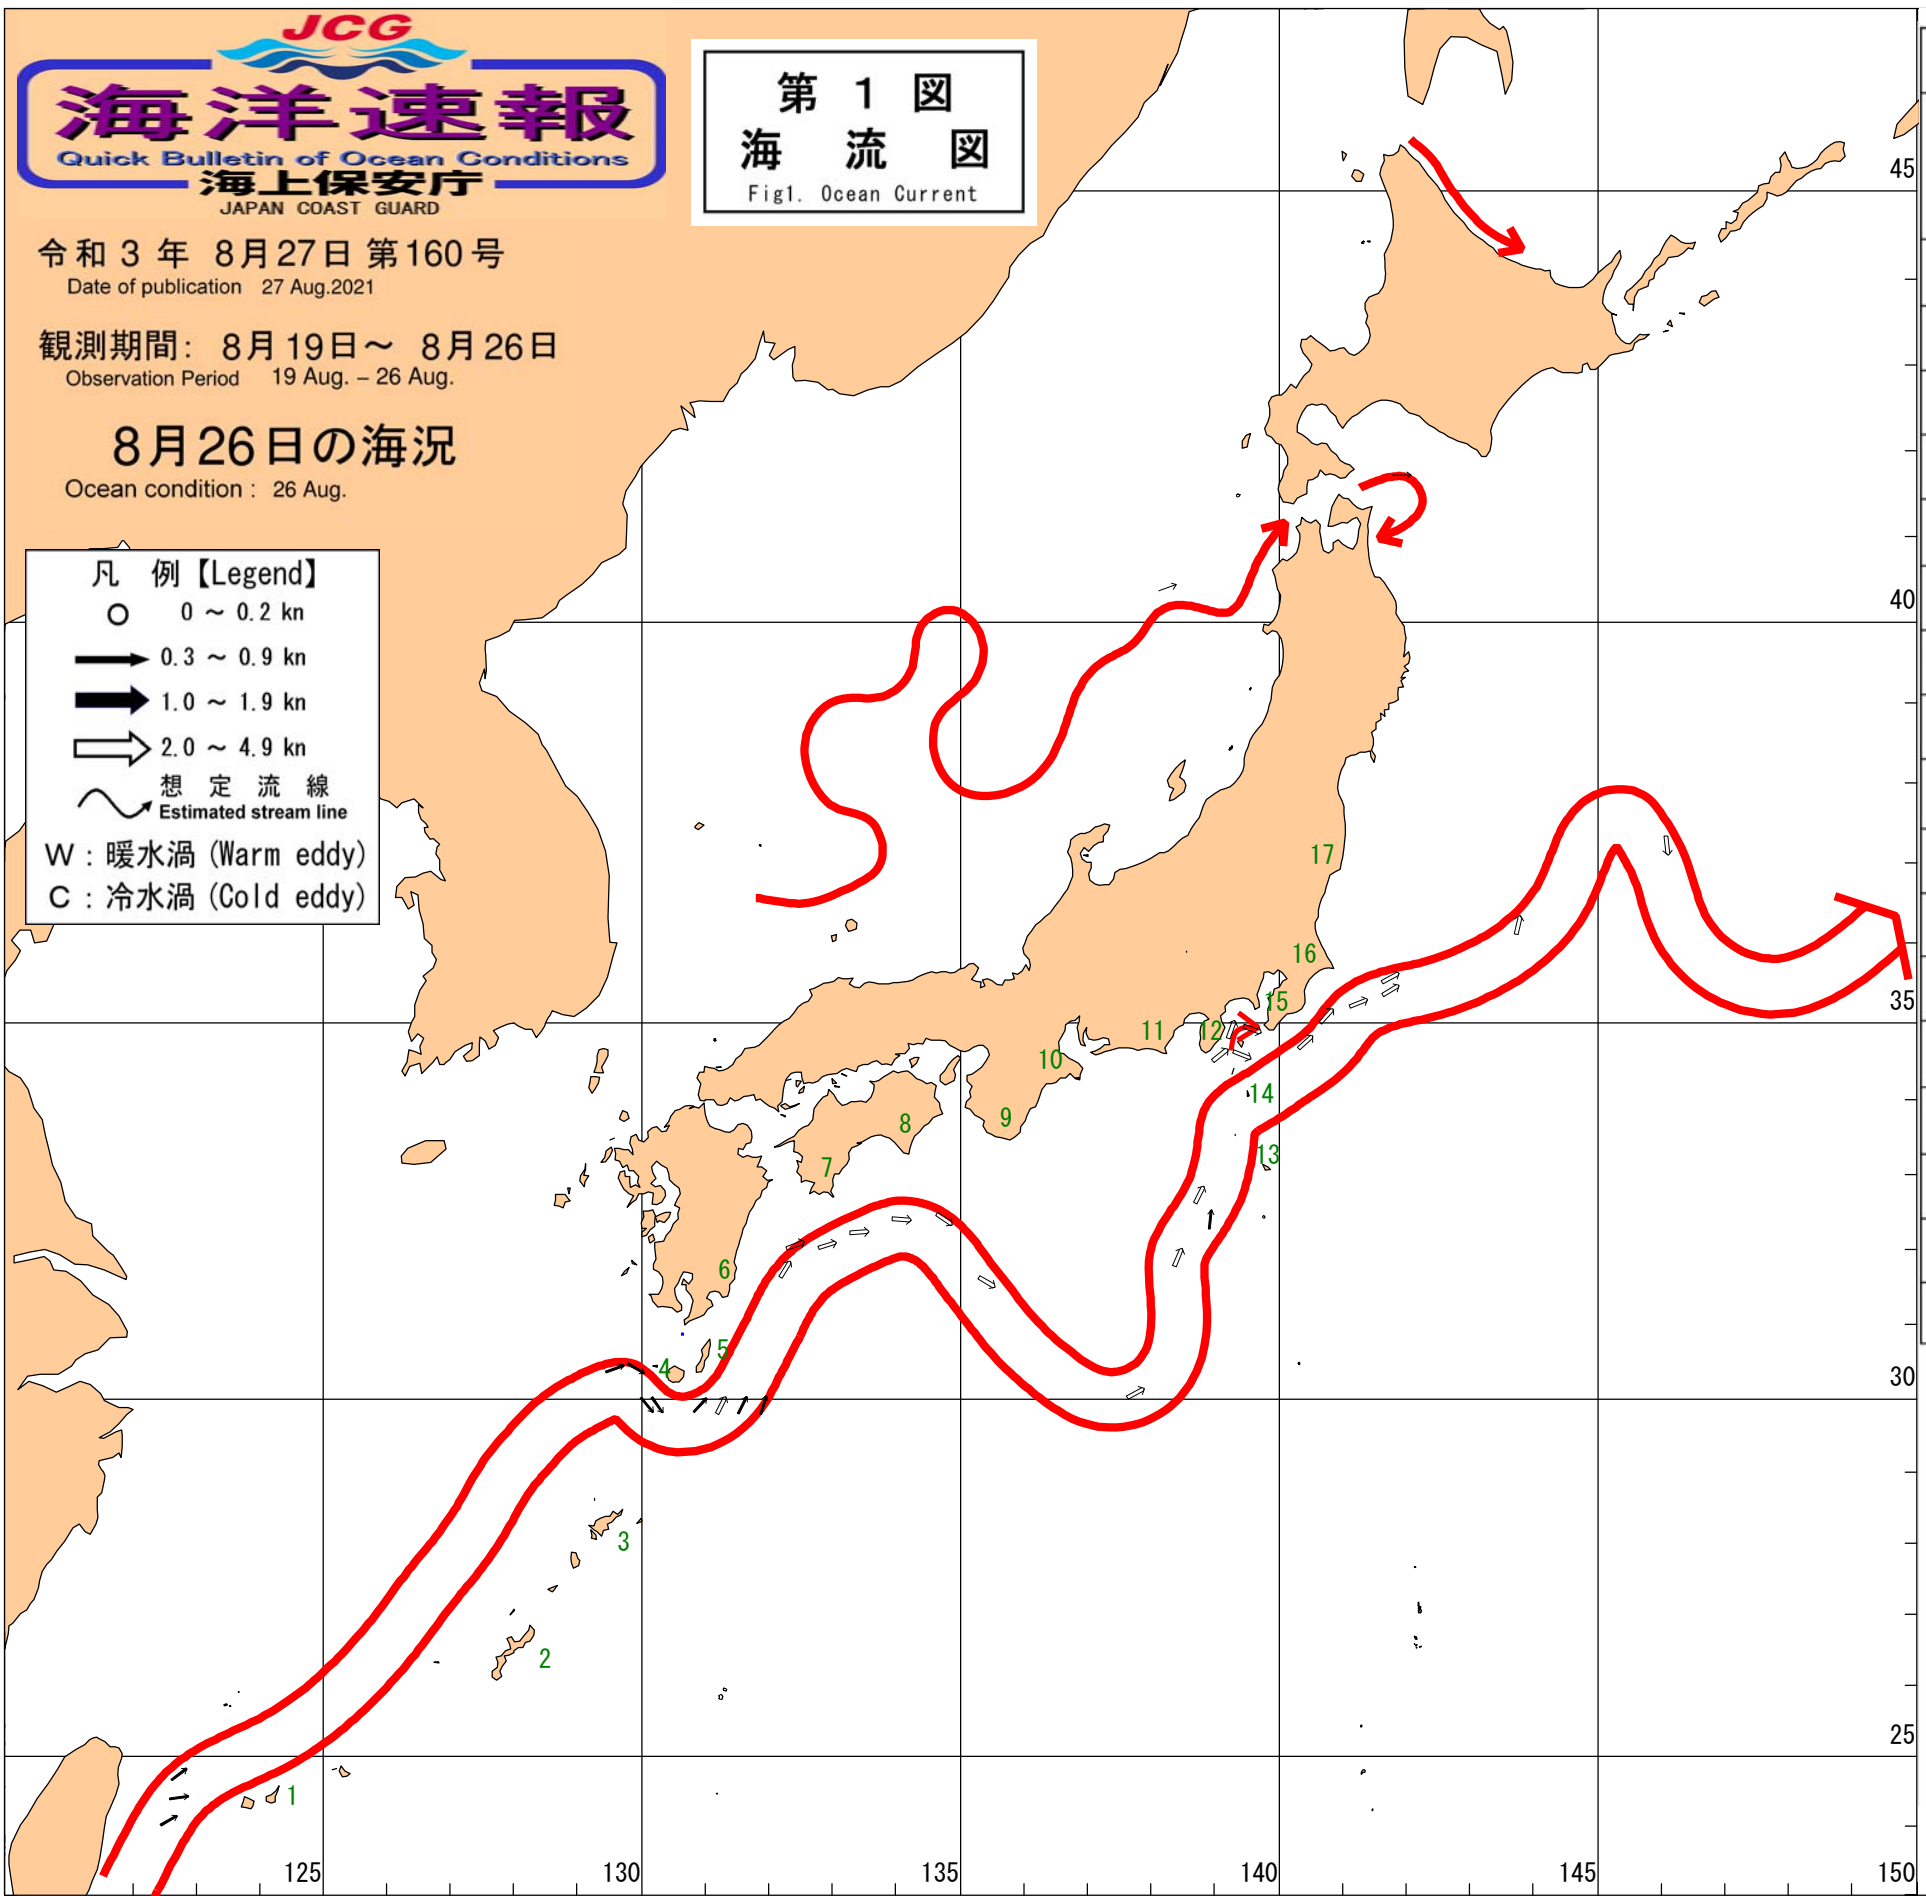 JCG
海洋速報
Quick Bulletin of Ocean Conditions
海上保安庁
JAPAN COAST GUARD
令和 3 年 8月27日 第160号
Date of publication 27 Aug.2021
観測期間: 8月19日～ 8月26日
Observation Period 19 Aug. – 26 Aug.
8月26日の海況
Ocean condition : 26 Aug.
第 1 図
海 流 図
Fig1. Ocean Current
凡 例【Legend】
0 ～ 0.2 kn
0.3 ～ 0.9 kn
1.0 ～ 1.9 kn
2.0 ～ 4.9 kn
想 定 流 線
Estimated stream line
W : 暖水渦 (Warm eddy)
C : 冷水渦 (Cold eddy)
45
40
35
30
25
17
16
15
14
13
12
11
10
9
8
7
6
5
4
3
2
1
125
130
135
140
145
150